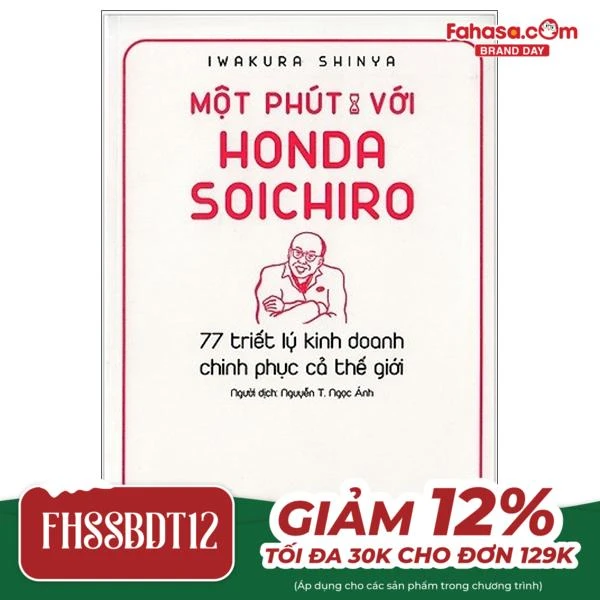 Fahasa.com
BRAND DAY
IWAKURA SHINYA
MỘT PHÚT VỚI
HONDA
SOICHIRO
77 triết lý kinh doanh
chinh phục cả thế giới
Người dịch: Nguyễn T. Ngọc Ánh
FHSSBDT12
GIẢM 12%
TỐI ĐA 30K CHO ĐƠN 129K
(Áp dụng cho các sản phẩm trong chương trình)